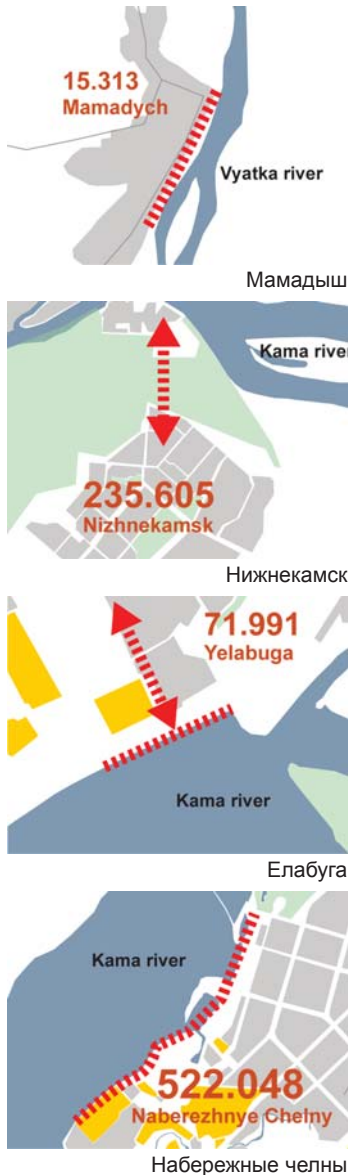 15.313
Mamadych
Vyatka river
Мамадыш
Kama river
235.605
Nizhnekamsk
Нижнекамск
71.991
Yelabuga
Kama river
Елабуга
Kama river
522.048
Naberezhnye Chelny
Набережные челны